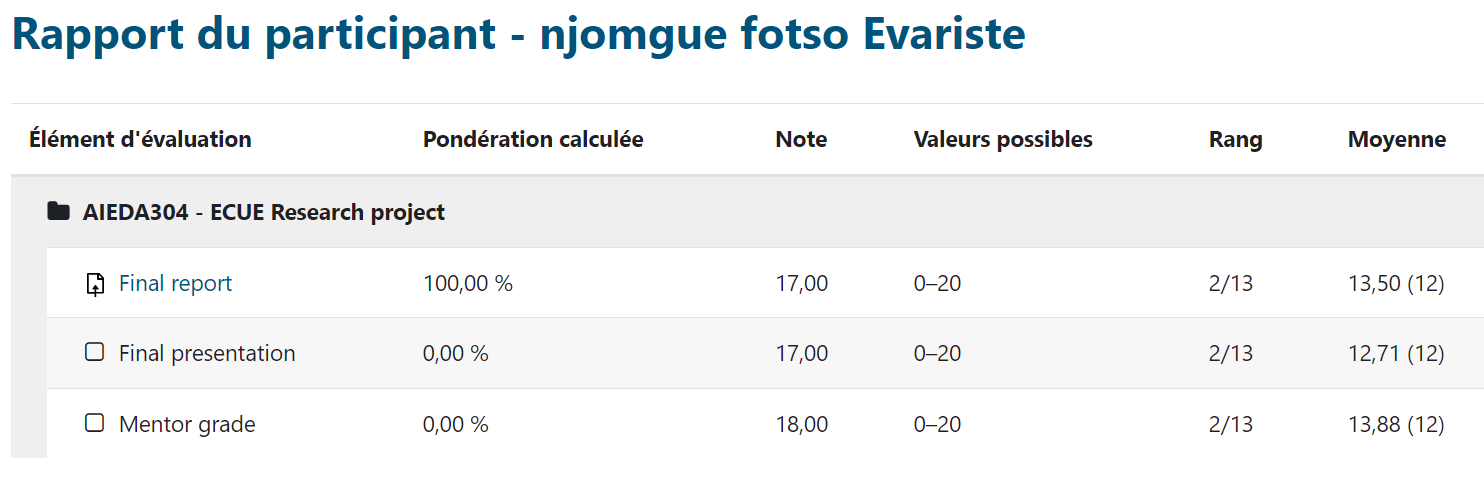 Rapport du participant - njomgue fotso Evariste
Élément d'évaluation Pondération calculée Note Valeurs possibles Rang Moyenne
AIEDA304 - ECUE Research project
Final report 100,00 % 17,00 0–20 2/13 13,50 (12)
Final presentation 0,00 % 17,00 0–20 2/13 12,71 (12)
Mentor grade 0,00 % 18,00 0–20 2/13 13,88 (12)